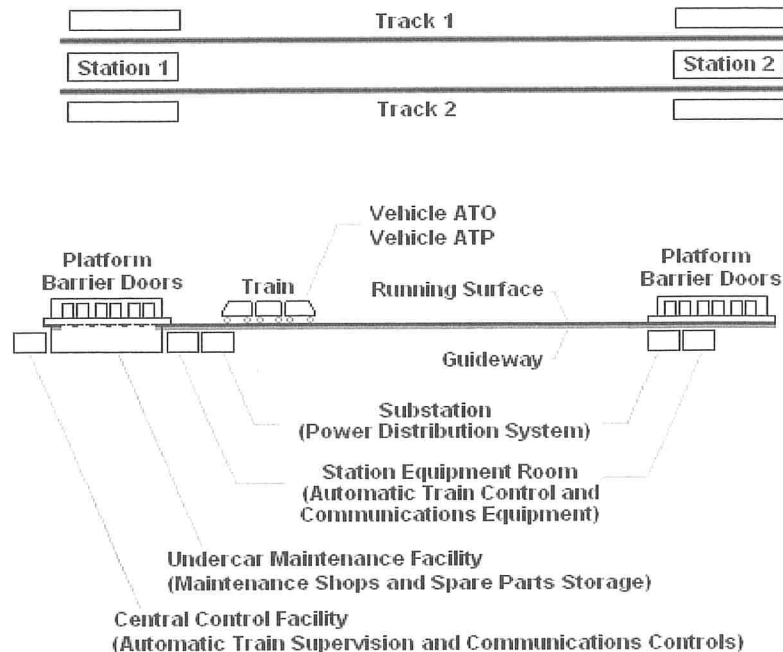 Track 1
Station 1
Station 2
Track 2
Vehicle ATO
Vehicle ATP
Platform
Barrier Doors
Train
Running Surface
Platform
Barrier Doors
Guideway
Substation
(Power Distribution System)
Station Equipment Room
(Automatic Train Control and
Communications Equipment)
Undercar Maintenance Facility
(Maintenance Shops and Spare Parts Storage)
Central Control Facility
(Automatic Train Supervision and Communications Controls)